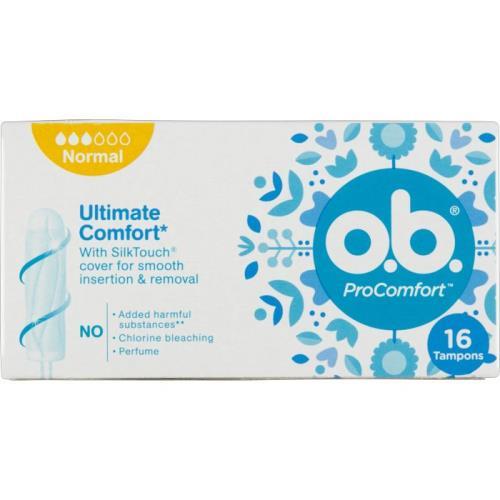 Normal
Ultimate
Comfort*
With SilkTouch®
cover for smooth
insertion & removal
NO
• Added harmful
substances**
• Chlorine bleaching
• Perfume
o.b.®
ProComfort™
16
Tampons